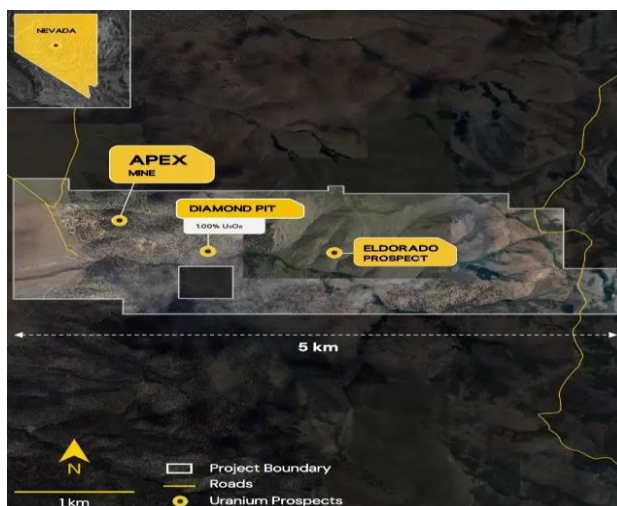 NEVADA
APEX
MINE
DIAMOND PIT
1.00% U₃O₈
ELDORADO
PROSPECT
5 km
N
1 km
Project Boundary
Roads
Uranium Prospects